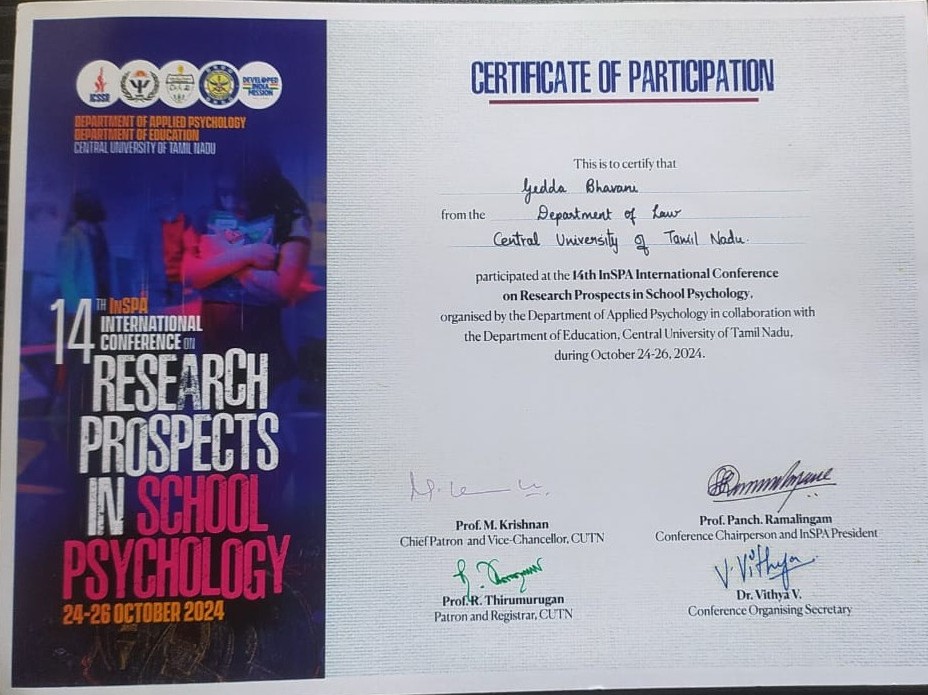 ICSSR
DEVELOPED
INDIA
MISSION
DEPARTMENT OF APPLIED PSYCHOLOGY
DEPARTMENT OF EDUCATION
CENTRAL UNIVERSITY OF TAMIL NADU
14TH InSPA
INTERNATIONAL
CONFERENCE ON
RESEARCH
PROSPECTS
IN SCHOOL
PSYCHOLOGY
24-26 OCTOBER 2024
CERTIFICATE OF PARTICIPATION
This is to certify that
Gedda Bhavani
from the Department of Law
Central University of Tamil Nadu.
participated at the 14th InSPA International Conference
on Research Prospects in School Psychology,
organised by the Department of Applied Psychology in collaboration with
the Department of Education, Central University of Tamil Nadu,
during October 24-26, 2024.
Prof. M. Krishnan
Chief Patron and Vice-Chancellor, CUTN
Prof. Panch. Ramalingam
Conference Chairperson and InSPA President
Prof. R. Thirumurugan
Patron and Registrar, CUTN
V. Vithya
Dr. Vithya V.
Conference Organising Secretary